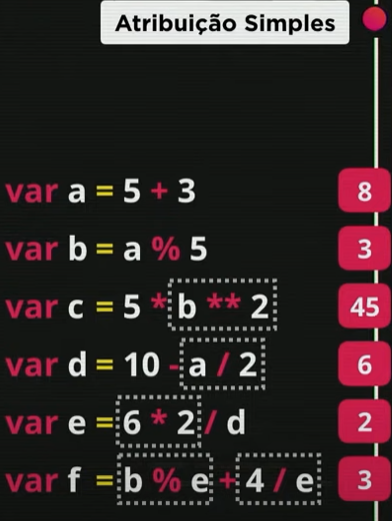 Atribuição Simples
var a = 5 + 3 8
var b = a % 5 3
var c = 5 * b ** 2 45
var d = 10 - a / 2 6
var e = 6 * 2 / d 2
var f = b % e + 4 / e 3